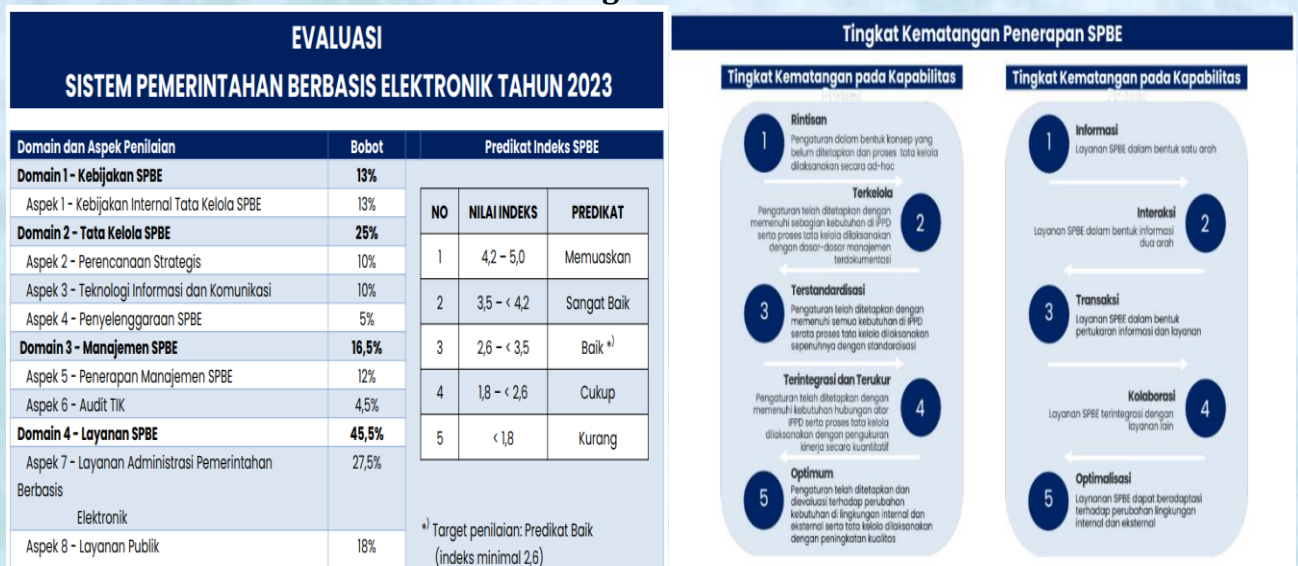 EVALUASI
SISTEM PEMERINTAHAN BERBASIS ELEKTRONIK TAHUN 2023
Domain dan Aspek Penilaian Bobot
Domain 1 - Kebijakan SPBE 13%
Aspek 1 - Kebijakan Internal Tata Kelola SPBE 13%
Domain 2 - Tata Kelola SPBE 25%
Aspek 2 - Perencanaan Strategis 10%
Aspek 3 - Teknologi Informasi dan Komunikasi 10%
Aspek 4 - Penyelenggaraan SPBE 5%
Domain 3 - Manajemen SPBE 16,5%
Aspek 5 - Penerapan Manajemen SPBE 12%
Aspek 6 - Audit TIK 4,5%
Domain 4 - Layanan SPBE 45,5%
Aspek 7 - Layanan Administrasi Pemerintahan 27,5%
Berbasis
Elektronik
Aspek 8 - Layanan Publik 18%
Predikat Indeks SPBE
NO NILAI INDEKS PREDIKAT
1 4,2 – 5,0 Memuaskan
2 3,5 – < 4,2 Sangat Baik
3 2,6 – < 3,5 Baik *)
4 1,8 – < 2,6 Cukup
5 < 1,8 Kurang
*) Target penilaian: Predikat Baik
(indeks minimal 2,6)
Tingkat Kematangan Penerapan SPBE
Tingkat Kematangan pada Kapabilitas
1
Rintisan
Pengaturan dalam bentuk konsep yang
belum ditetapkan dan proses tata kelola
dilaksanakan secara ad-hoc
Terkelola
Pengaturan telah ditetapkan dengan
memenuhi sebagian kebutuhan di IPPD
serta proses tata kelola dilaksanakan
dengan dasar-dasar manajemen
terdokumentasi
2
3
Terstandardisasi
Pengaturan telah ditetapkan dengan
memenuhi semua kebutuhan di IPPD
serata proses tata kelola dilaksanakan
sepenuhnya dengan standardisasi
Terintegrasi dan Terukur
Pengaturan telah ditetapkan dengan
memenuhi kebutuhan hubungan atar
IPPD serta proses tata kelola
dilaksanakan dengan pengukuran
kinerja secara kuantitatif
4
5
Optimum
Pengaturan telah ditetapkan dan
dievaluasi terhadap perubahan
kebutuhan di lingkungan internal dan
eksternal serta tata kelola dilaksanakan
dengan peningkatan kualitas
Tingkat Kematangan pada Kapabilitas
1
Informasi
Layanan SPBE dalam bentuk satu arah
Interaksi
Layanan SPBE dalam bentuk informasi
dua arah
2
3
Transaksi
Layanan SPBE dalam bentuk
pertukaran informasi dan layanan
Kolaborasi
Layanan SPBE terintegrasi dengan
layanan lain
4
5
Optimalisasi
Laynanan SPBE dapat beradaptasi
terhadap perubahan lingkungan
internal dan eksternal